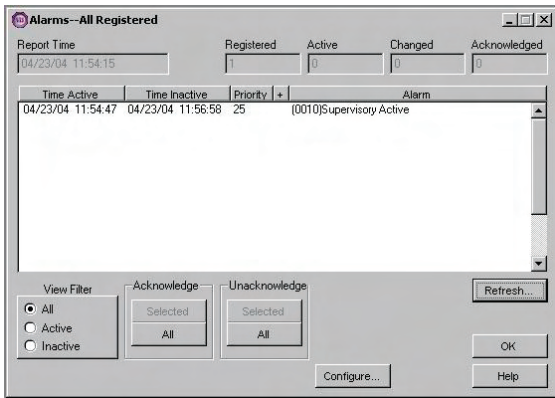 Alarms--All Registered
Report Time Registered Active Changed Acknowledged
04/23/04 11:54:15 1 0 0 0
Time Active Time Inactive Priority + Alarm
04/23/04 11:54:47 04/23/04 11:56:58 25 (0010)Supervisory Active
View Filter Acknowledge Unacknowledge Refresh...
All Selected Selected
Active All All
Inactive OK
Configure... Help